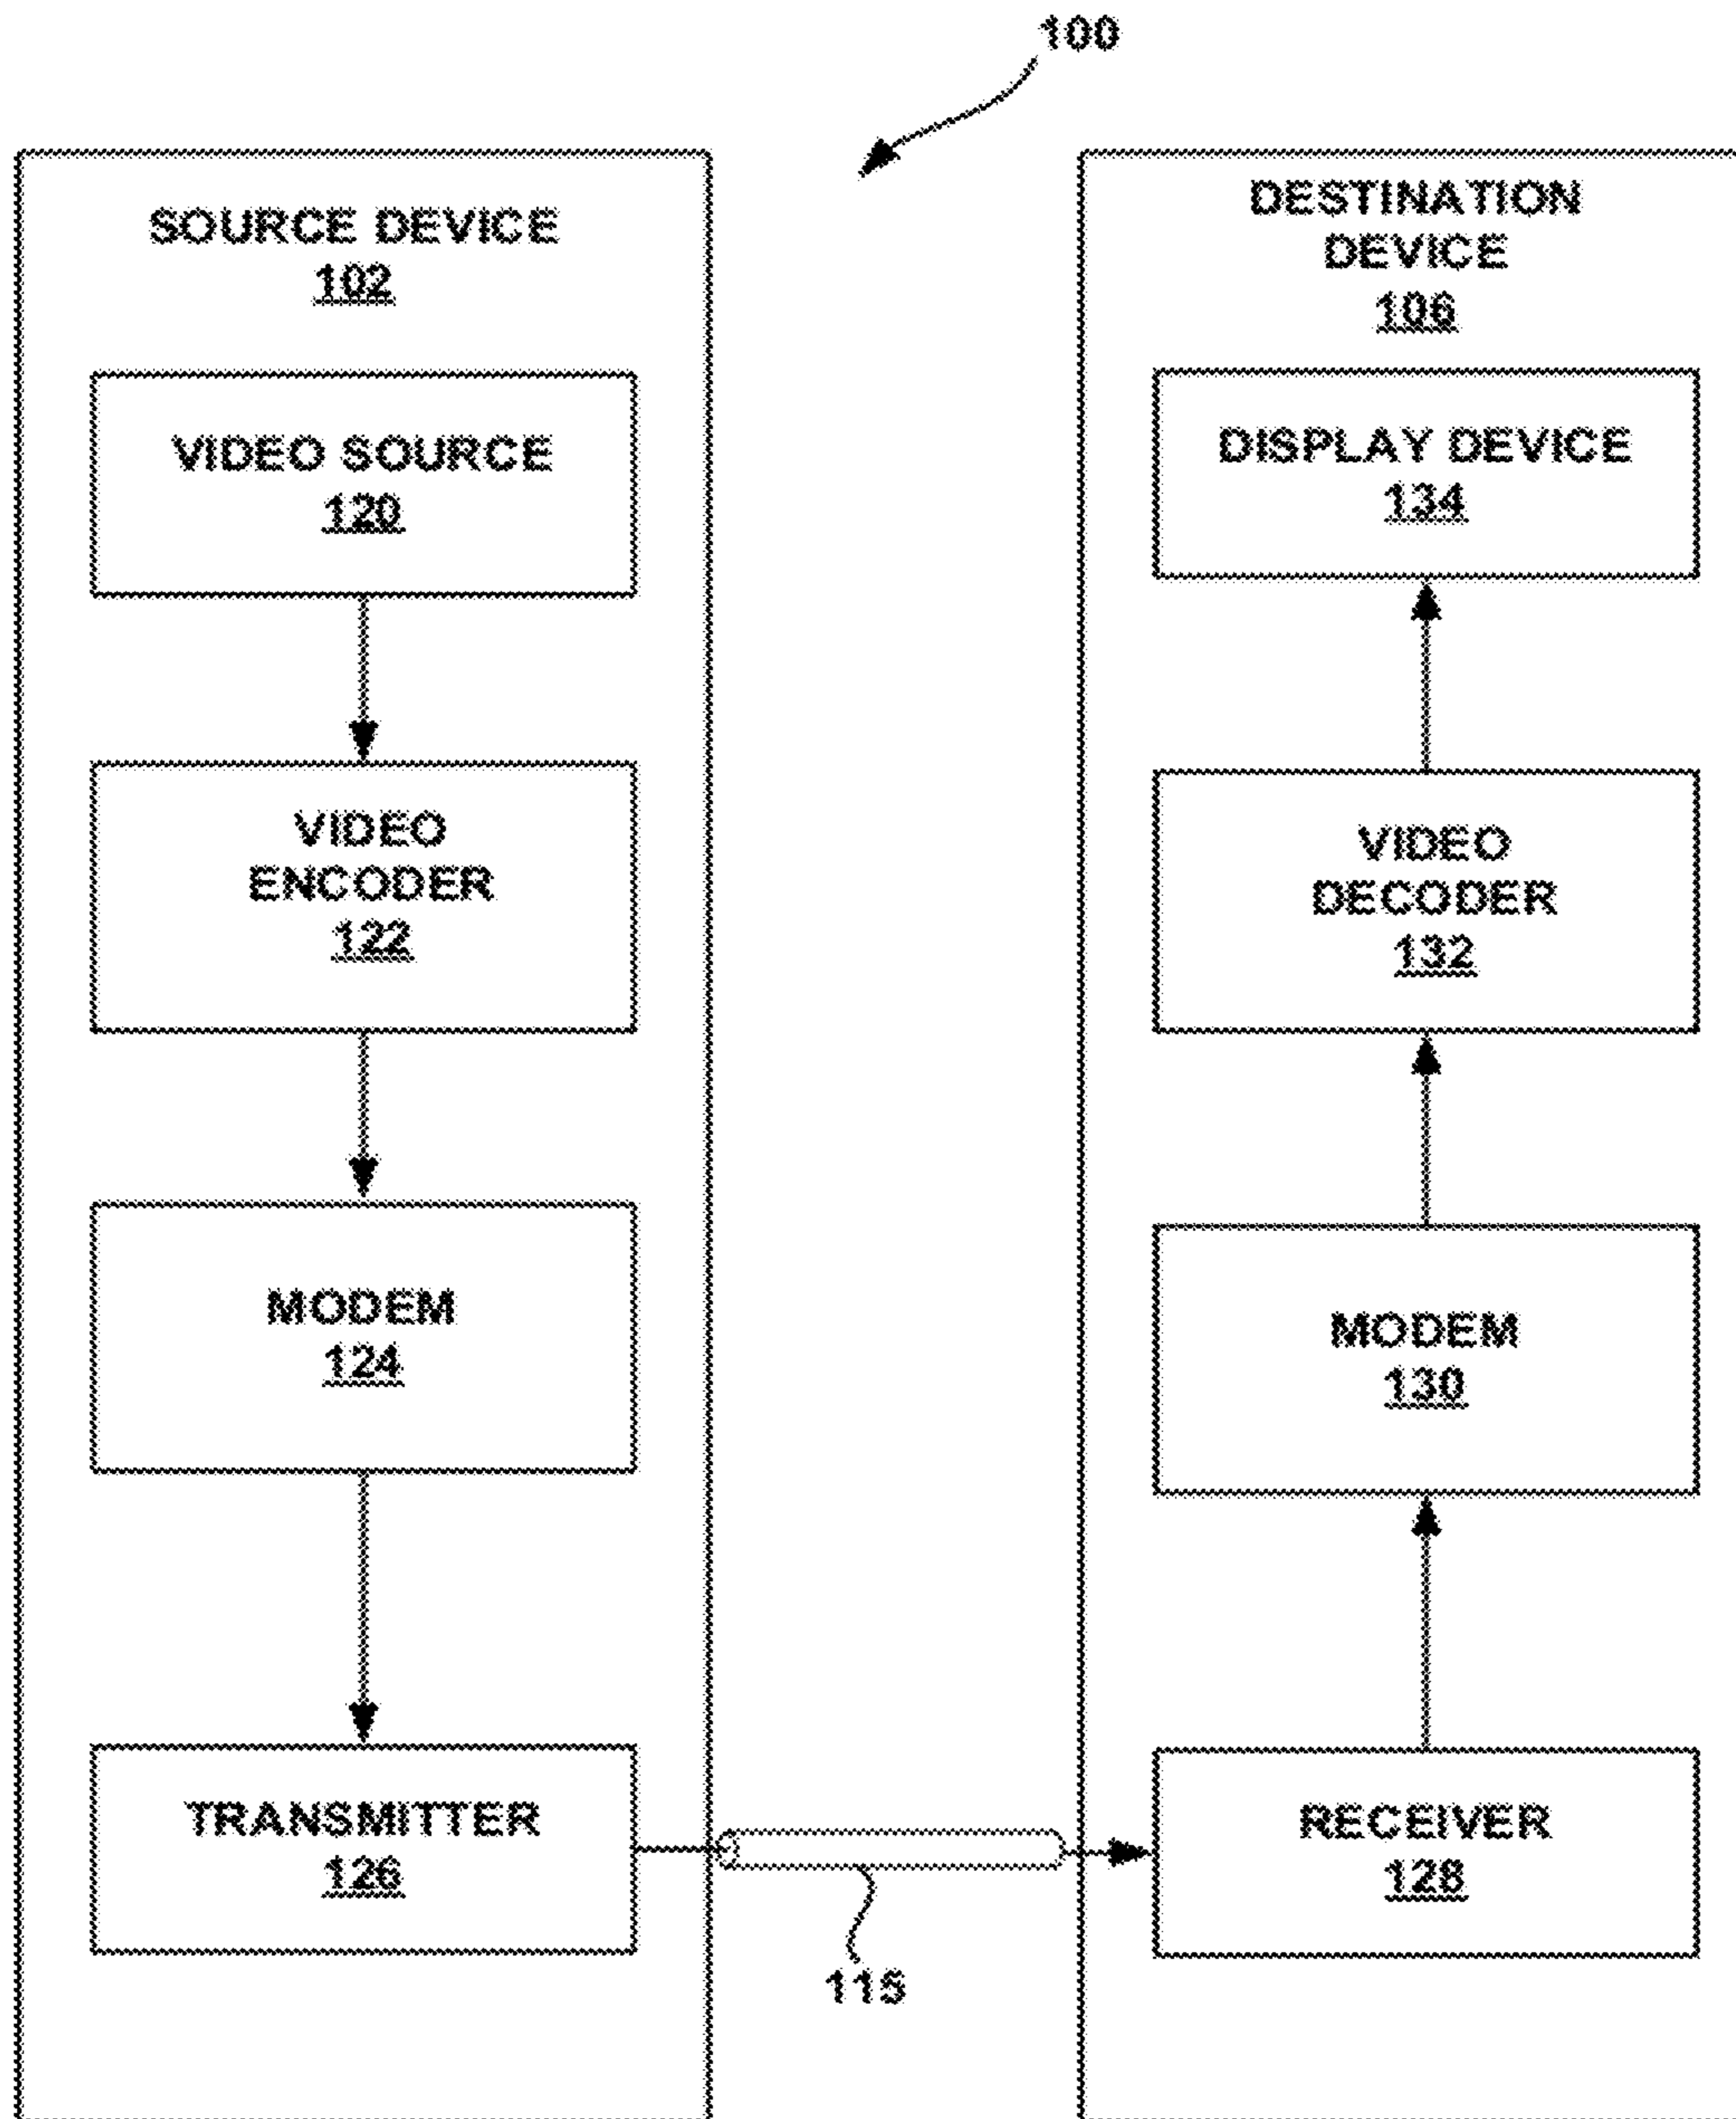 100
SOURCE DEVICE
102
VIDEO SOURCE
120
VIDEO
ENCODER
122
MODEM
124
TRANSMITTER
126
115
DESTINATION
DEVICE
106
DISPLAY DEVICE
134
VIDEO
DECODER
132
MODEM
130
RECEIVER
128